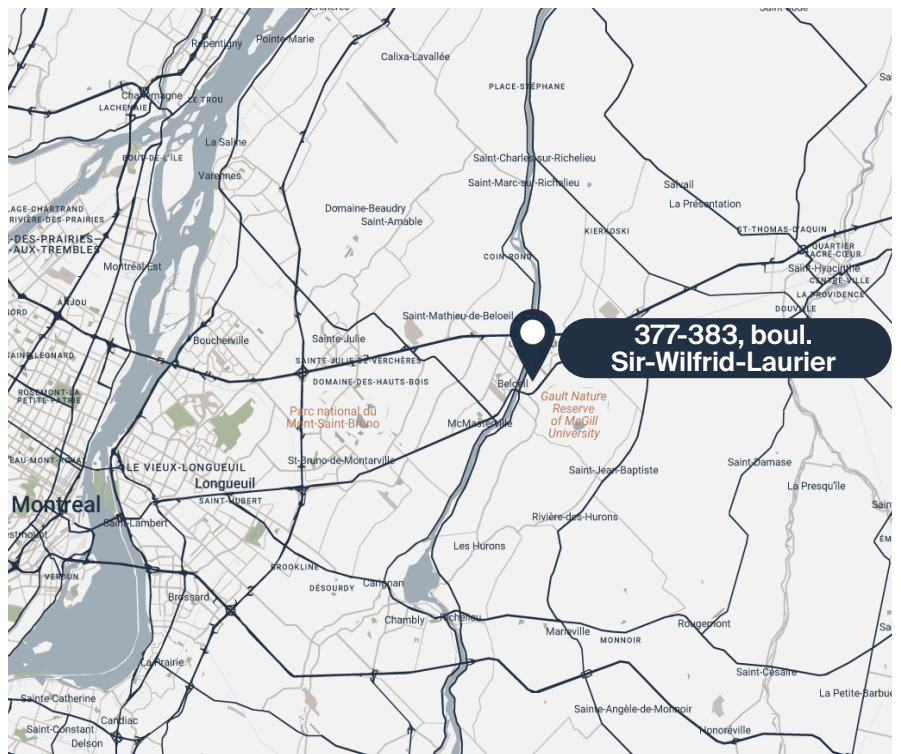 Repentigny
Pointe-Marie
Calixa-Lavallée
PLACE-STÉPHANE
Charlemagne
LE TROU
LACHENAIE
La Saline
BOUT-DE-L'ÎLE
Saint-Charles-sur-Richelieu
Varennes
Saint-Marc-sur-Richelieu
Salvail
La Présentation
Domaine-Beaudry
Saint-Amable
RIVIÈRE-DES-PRAIRIES
KIERKOSKI
ST-THOMAS-D'AQUIN
-DES-PRAIRIES—
-AUX-TREMBLES
QUARTIER
SACRÉ-CŒUR
COIN-ROND
Montréal-Est
Saint-Hyacinthe
CENTRE-VILLE
LA PROVIDENCE
ANJOU
DOUVILLE
Saint-Mathieu-de-Beloeil
Boucherville
Sainte-Julie
377-383, boul.
Sir-Wilfrid-Laurier
SAINTE-JULIE-DE-VERCHÈRES
DOMAINE-DES-HAUTS-BOIS
Beloeil
ROSEMONT-LA
PETITE-PATRIE
Gault Nature
Reserve
of McGill
University
Parc national du
Mont-Saint-Bruno
McMasterville
LE VIEUX-LONGUEUIL
St-Bruno-de-Montarville
Saint-Jean-Baptiste
Saint-Damase
Longueuil
La Presqu'île
SAINT-HUBERT
Montreal
Saint-Lambert
Rivière-des-Hurons
Les Hurons
BROOKLINE
VERDUN
DÉSOURDY
Carignan
Brossard
Chambly
Richelieu
Marieville
MONNOIR
Rougemont
La Prairie
Saint-Césaire
Sainte-Catherine
La Petite-Barbue
Sainte-Angèle-de-Monnoir
Candiac
Saint-Constant
Honoréville
Delson